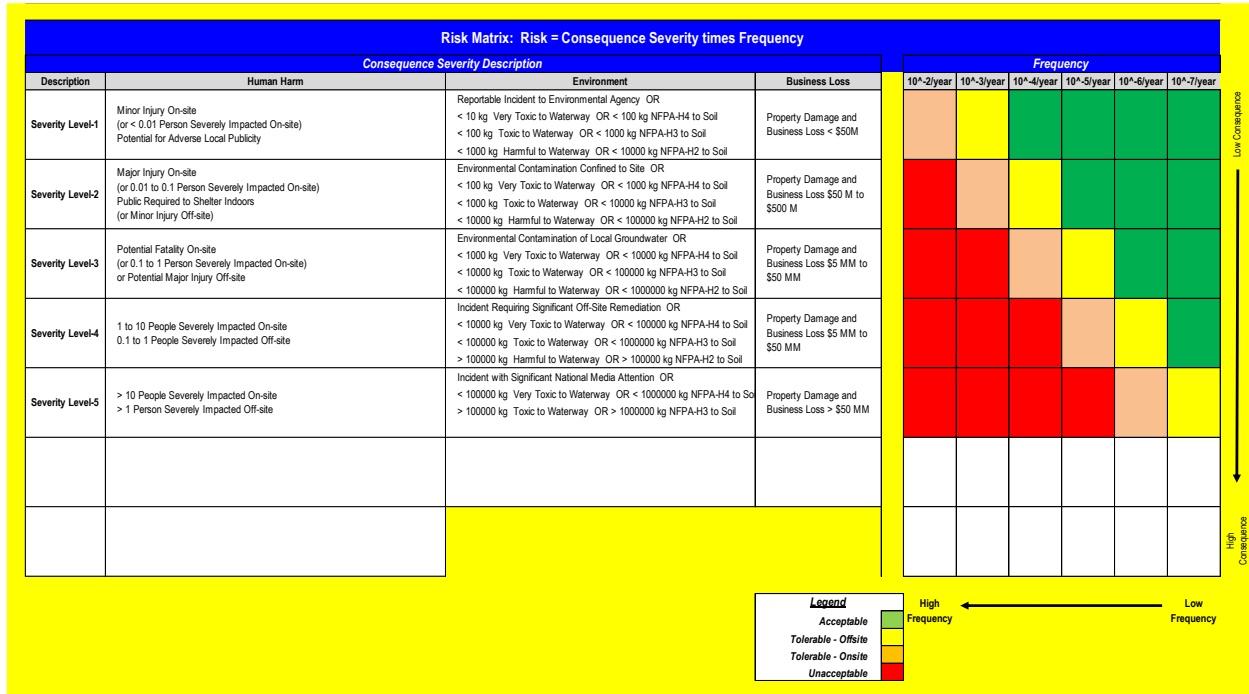 Risk Matrix: Risk = Consequence Severity times Frequency
Consequence Severity Description
Frequency
Description
Human Harm
Environment
Business Loss
10^-2/year
10^-3/year
10^-4/year
10^-5/year
10^-6/year
10^-7/year
Severity Level-1
Minor Injury On-site
(or < 0.01 Person Severely Impacted On-site)
Potential for Adverse Local Publicity
Reportable Incident to Environmental Agency OR
< 10 kg Very Toxic to Waterway OR < 100 kg NFPA-H4 to Soil
< 100 kg Toxic to Waterway OR < 1000 kg NFPA-H3 to Soil
< 1000 kg Harmful to Waterway OR < 10000 kg NFPA-H2 to Soil
Property Damage and
Business Loss < $50M
Low Consequence
Severity Level-2
Major Injury On-site
(or 0.01 to 0.1 Person Severely Impacted On-site)
Public Required to Shelter Indoors
(or Minor Injury Off-site)
Environmental Contamination Confined to Site OR
< 100 kg Very Toxic to Waterway OR < 1000 kg NFPA-H4 to Soil
< 1000 kg Toxic to Waterway OR < 10000 kg NFPA-H3 to Soil
< 10000 kg Harmful to Waterway OR < 100000 kg NFPA-H2 to Soil
Property Damage and
Business Loss $50 M to
$500 M
Severity Level-3
Potential Fatality On-site
(or 0.1 to 1 Person Severely Impacted On-site)
or Potential Major Injury Off-site
Environmental Contamination of Local Groundwater OR
< 1000 kg Very Toxic to Waterway OR < 10000 kg NFPA-H4 to Soil
< 10000 kg Toxic to Waterway OR < 100000 kg NFPA-H3 to Soil
< 100000 kg Harmful to Waterway OR < 1000000 kg NFPA-H2 to Soil
Property Damage and
Business Loss $5 MM to
$50 MM
Severity Level-4
1 to 10 People Severely Impacted On-site
0.1 to 1 People Severely Impacted Off-site
Incident Requiring Significant Off-Site Remediation OR
< 10000 kg Very Toxic to Waterway OR < 100000 kg NFPA-H4 to Soil
< 100000 kg Toxic to Waterway OR < 1000000 kg NFPA-H3 to Soil
> 100000 kg Harmful to Waterway OR > 1000000 kg NFPA-H2 to Soil
Property Damage and
Business Loss $5 MM to
$50 MM
Severity Level-5
> 10 People Severely Impacted On-site
> 1 Person Severely Impacted Off-site
Incident with Significant National Media Attention OR
< 100000 kg Very Toxic to Waterway OR < 1000000 kg NFPA-H4 to So
> 100000 kg Toxic to Waterway OR > 1000000 kg NFPA-H3 to Soil
Property Damage and
Business Loss > $50 MM
High
Consequence
Legend
Acceptable
Tolerable - Offsite
Tolerable - Onsite
Unacceptable
High
Frequency
Low
Frequency